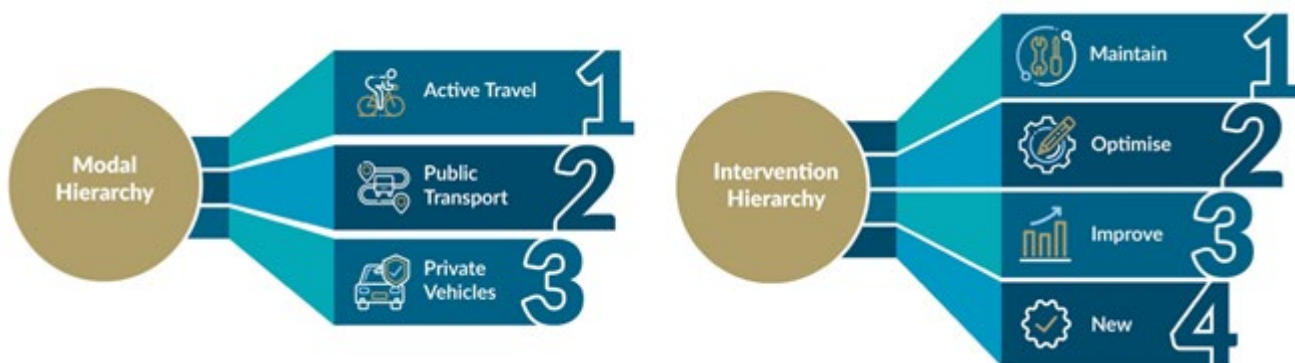 Modal
Hierarchy
Active Travel
1
Public
Transport
2
Private
Vehicles
3
Intervention
Hierarchy
Maintain
1
Optimise
2
Improve
3
New
4